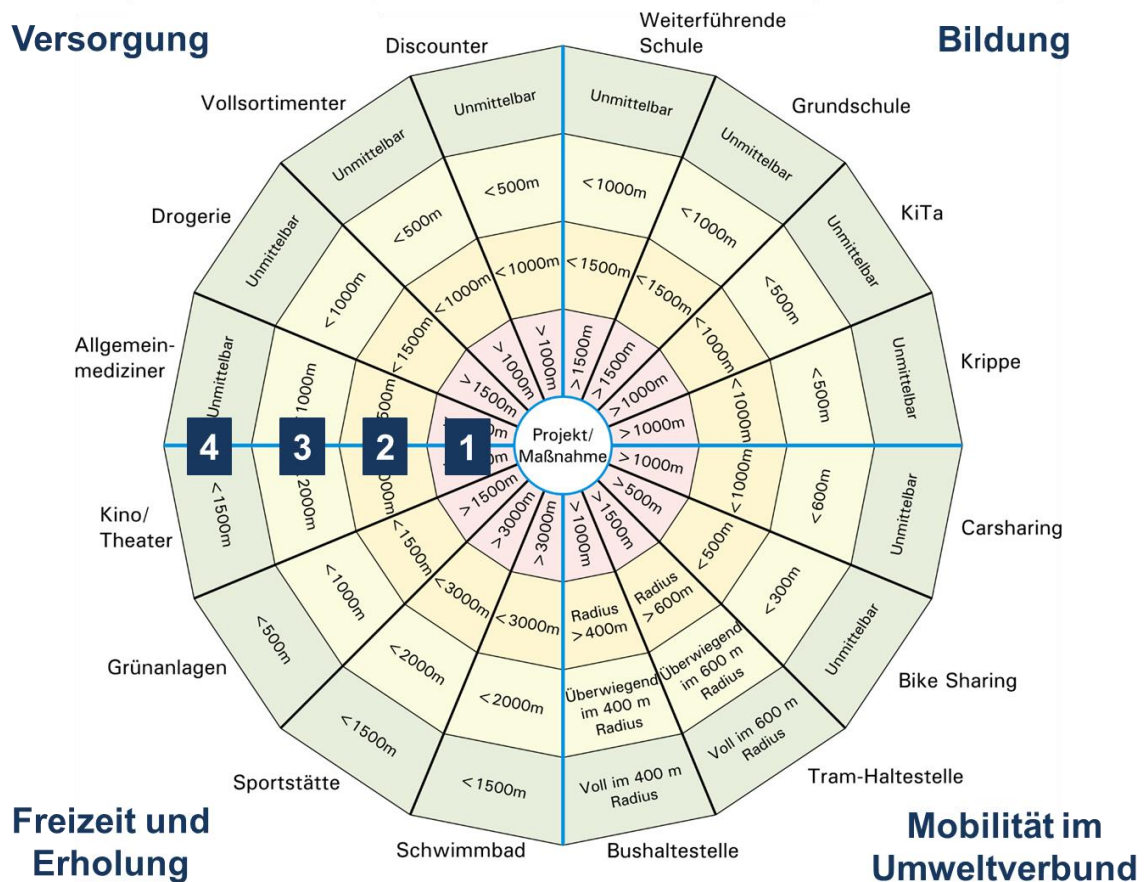 Versorgung
Bildung
Discounter
Weiterführende
Schule
Vollsortimenter
Grundschule
Drogerie
KiTa
Allgemein-
mediziner
Krippe
Kino/
Theater
Carsharing
Grünanlagen
Bike Sharing
Sportstätte
Tram-Haltestelle
Schwimmbad
Bushaltestelle
Freizeit und
Erholung
Mobilität im
Umweltverbund
Projekt/
Maßnahme
4
3
2
1
Unmittelbar
<500m
<1000m
>1000m
Unmittelbar
<1000m
<1500m
>1500m
Unmittelbar
<1000m
<1500m
>1500m
Unmittelbar
<500m
<1000m
>1000m
Unmittelbar
<500m
<1000m
>1000m
Unmittelbar
<600m
<1000m
>1000m
Unmittelbar
<300m
<500m
>500m
Voll im 600 m
Radius
Überwiegend
im 600 m
Radius
Radius
>600m
>1500m
Voll im 400 m
Radius
Überwiegend
im 400 m
Radius
Radius
>400m
>1000m
<1500m
<2000m
<3000m
>3000m
<1500m
<2000m
<3000m
>3000m
<500m
<1000m
<1500m
>1500m
>1500m
Unmittelbar
Unmittelbar
<1000m
<1500m
>1500m
Unmittelbar
<500m
<1000m
>1000m